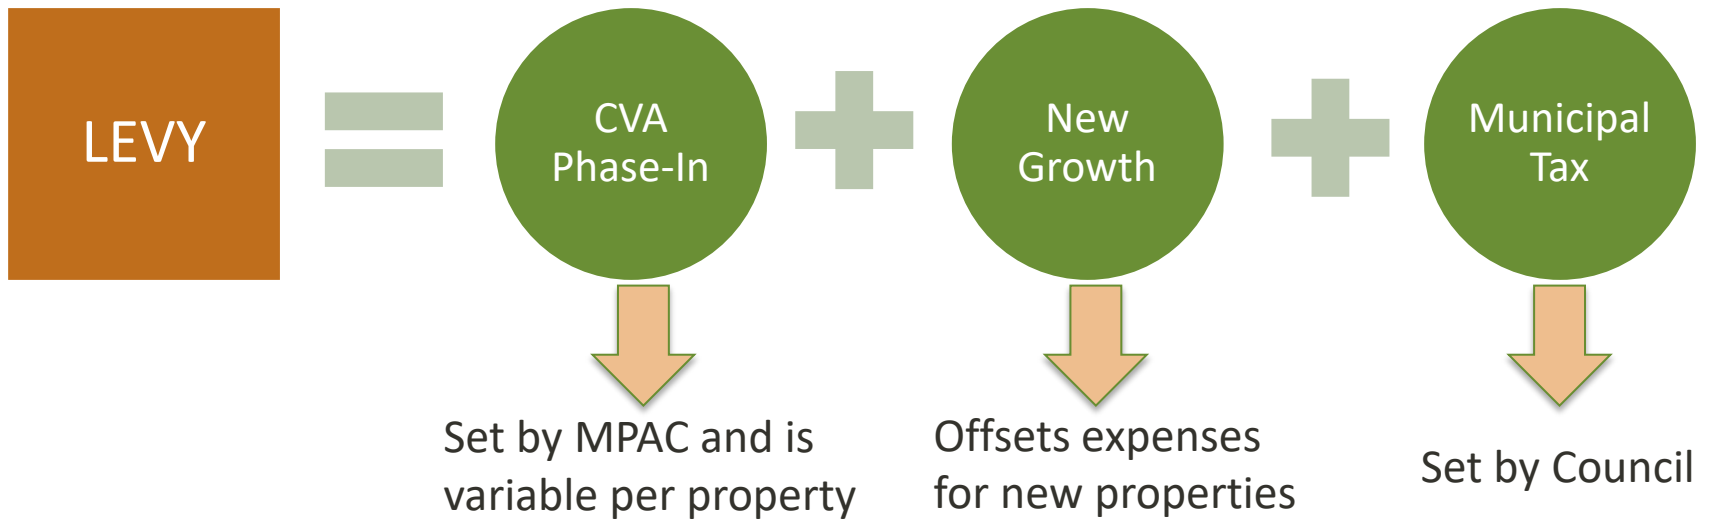 LEVY
CVA
Phase-In
New
Growth
Municipal
Tax
Set by MPAC and is
variable per property
Offsets expenses
for new properties
Set by Council